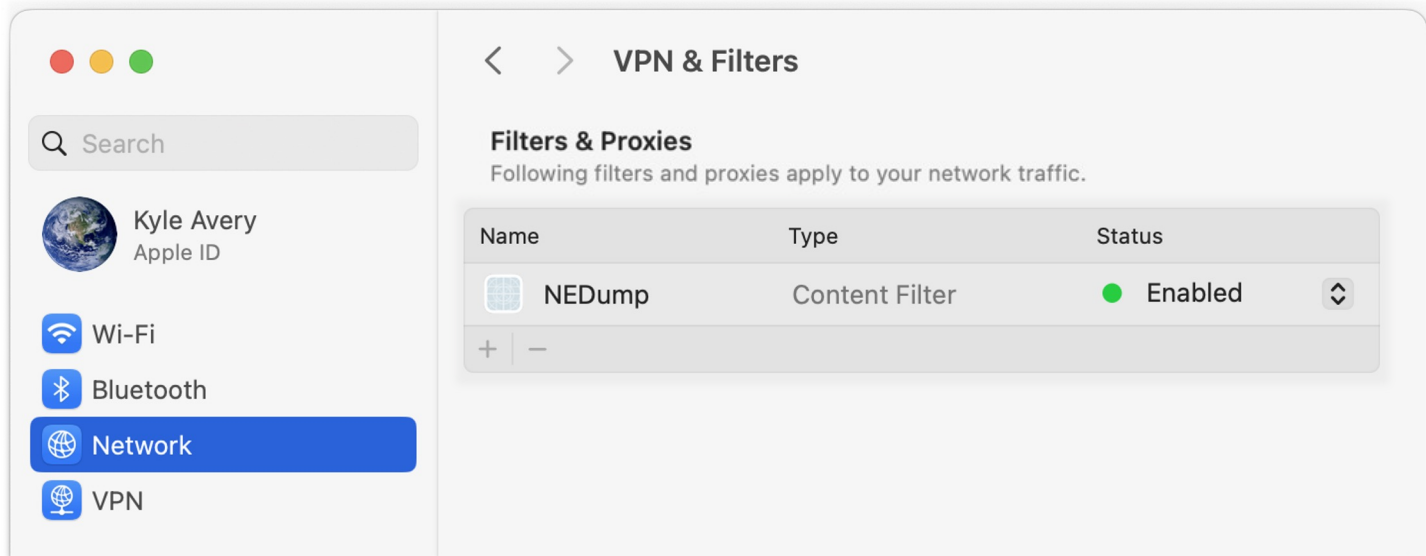 Search
Kyle Avery
Apple ID
Wi-Fi
Bluetooth
Network
VPN
VPN & Filters
Filters & Proxies
Following filters and proxies apply to your network traffic.
Name Type Status
NEDump Content Filter Enabled
+ −